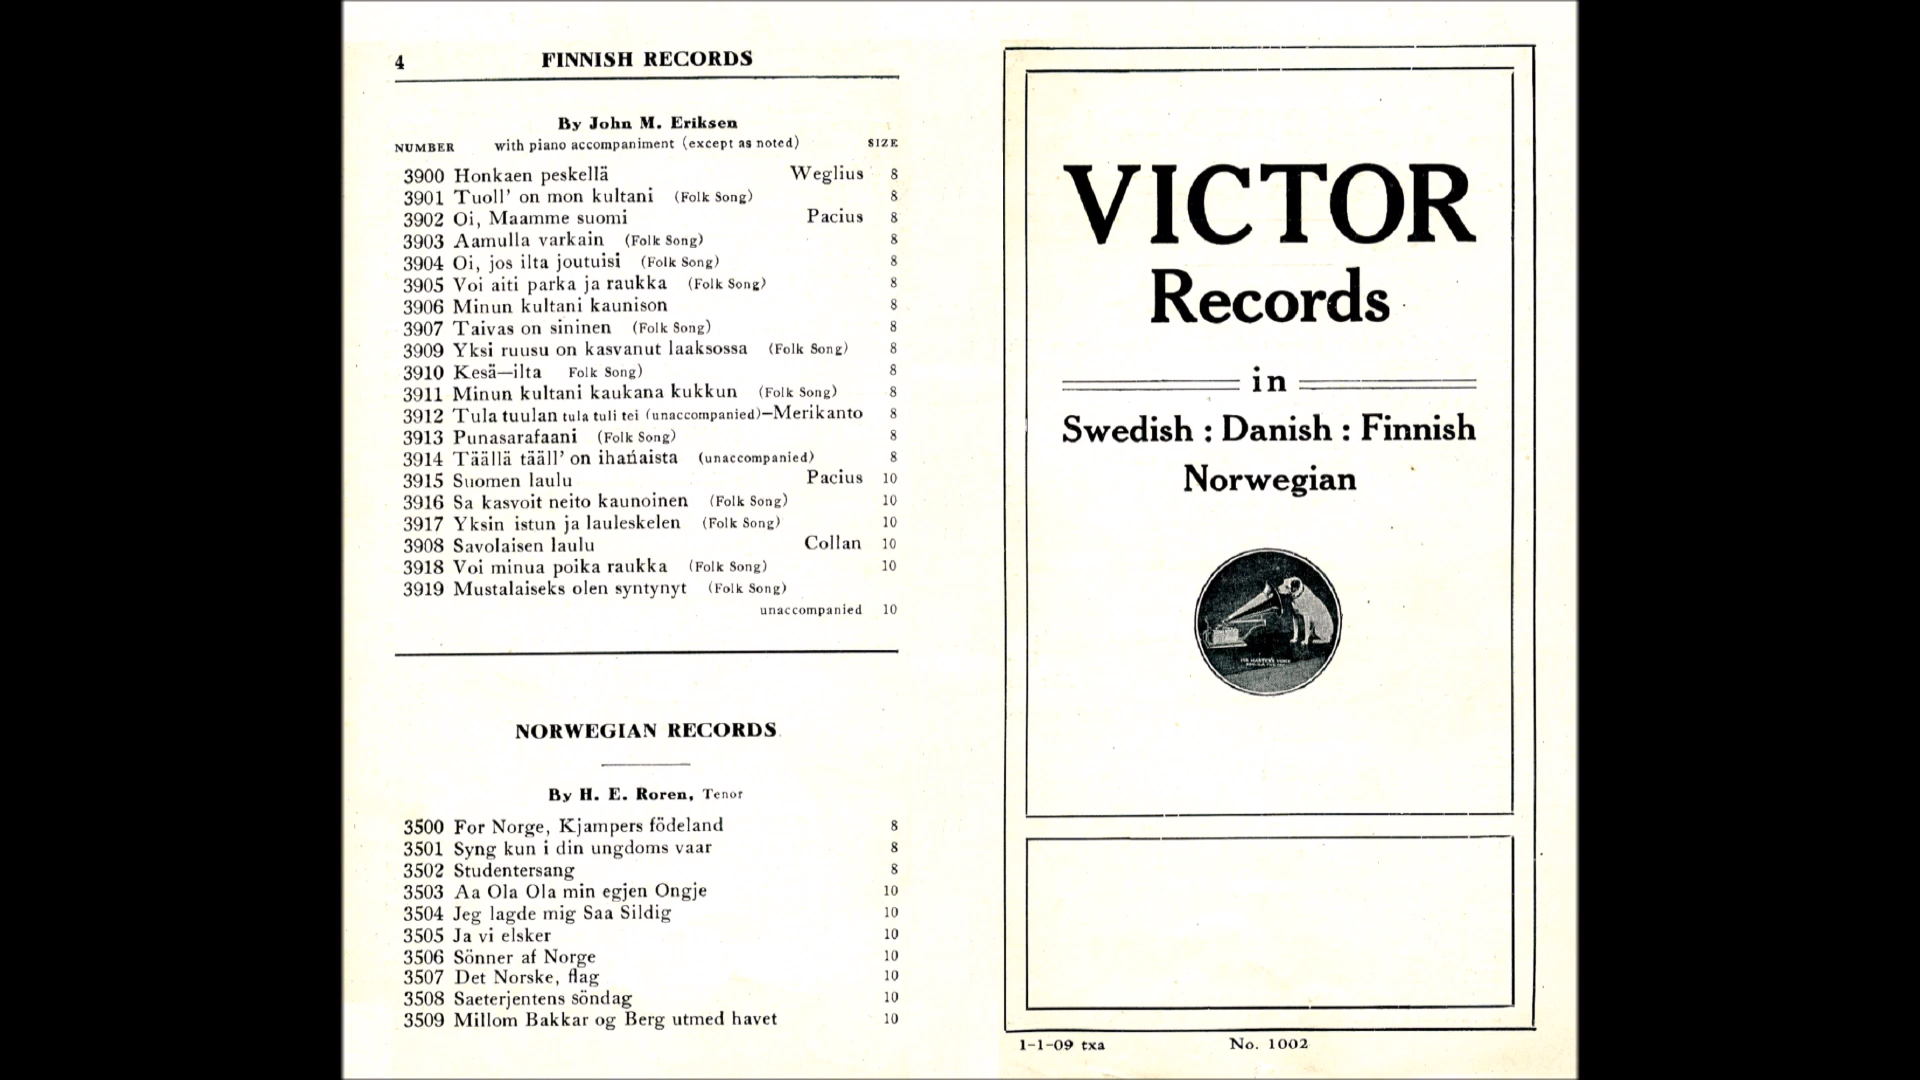 4 FINNISH RECORDS
By John M. Eriksen
NUMBER with piano accompaniment (except as noted) SIZE
3900 Honkaen peskellä Weglius 8
3901 Tuoll' on mon kultani (Folk Song) 8
3902 Oi, Maamme suomi Pacius 8
3903 Aamulla varkain (Folk Song) 8
3904 Oi, jos ilta joutuisi (Folk Song) 8
3905 Voi aiti parka ja raukka (Folk Song) 8
3906 Minun kultani kaunison 8
3907 Taivas on sininen (Folk Song) 8
3909 Yksi ruusu on kasvanut laaksossa (Folk Song) 8
3910 Kesä—ilta Folk Song) 8
3911 Minun kultani kaukana kukkun (Folk Song) 8
3912 Tula tuulan tula tuli tei (unaccompanied)—Merikanto 8
3913 Punasarafaani (Folk Song) 8
3914 Täällä tääll' on ihańaista (unaccompanied) 8
3915 Suomen laulu Pacius 10
3916 Sa kasvoit neito kaunoinen (Folk Song) 10
3917 Yksin istun ja lauleskelen (Folk Song) 10
3908 Savolaisen laulu Collan 10
3918 Voi minua poika raukka (Folk Song) 10
3919 Mustalaiseks olen syntynyt (Folk Song)
unaccompanied 10
NORWEGIAN RECORDS
By H. E. Roren, Tenor
3500 For Norge, Kjampers födeland 8
3501 Syng kun i din ungdoms vaar 8
3502 Studentersang 8
3503 Aa Ola Ola min egjen Ongje 10
3504 Jeg lagde mig Saa Sildig 10
3505 Ja vi elsker 10
3506 Sönner af Norge 10
3507 Det Norske, flag 10
3508 Saeterjentens söndag 10
3509 Millom Bakkar og Berg utmed havet 10
VICTOR
Records
in
Swedish : Danish : Finnish
Norwegian
HIS MASTER'S VOICE
1-1-09 txa No. 1002